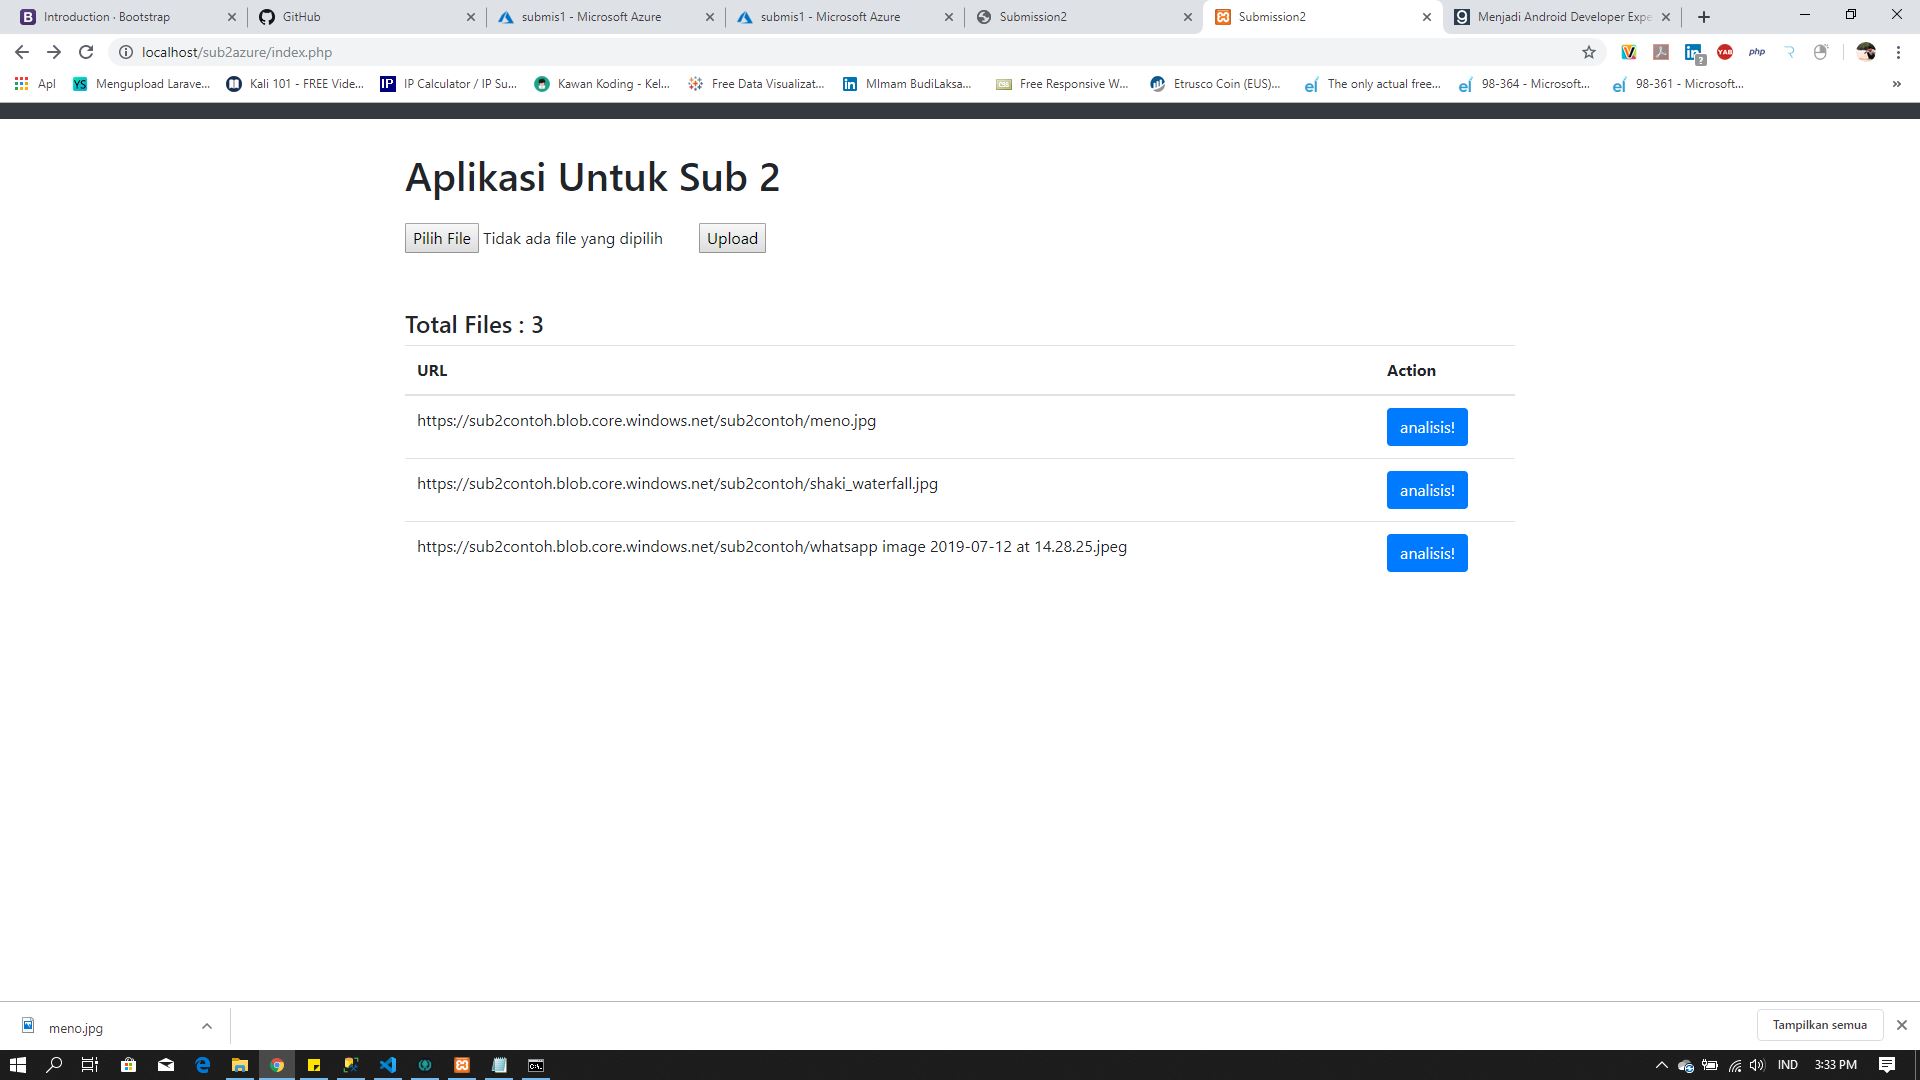 Introduction · Bootstrap
GitHub
submis1 - Microsoft Azure
submis1 - Microsoft Azure
Submission2
Submission2
Menjadi Android Developer Expe
localhost/sub2azure/index.php
YAB
php
Apl
YS Mengupload Larave...
Kali 101 - FREE Vide...
IP IP Calculator / IP Su...
Kawan Koding - Kel...
Free Data Visualizat...
in MImam BudiLaksa...
Free Responsive W...
Etrusco Coin (EUS)...
The only actual free...
98-364 - Microsoft...
98-361 - Microsoft...
»
Aplikasi Untuk Sub 2
Pilih File Tidak ada file yang dipilih Upload
Total Files : 3
URL Action
https://sub2contoh.blob.core.windows.net/sub2contoh/meno.jpg analisis!
https://sub2contoh.blob.core.windows.net/sub2contoh/shaki_waterfall.jpg analisis!
https://sub2contoh.blob.core.windows.net/sub2contoh/whatsapp image 2019-07-12 at 14.28.25.jpeg analisis!
meno.jpg
Tampilkan semua
IND 3:33 PM